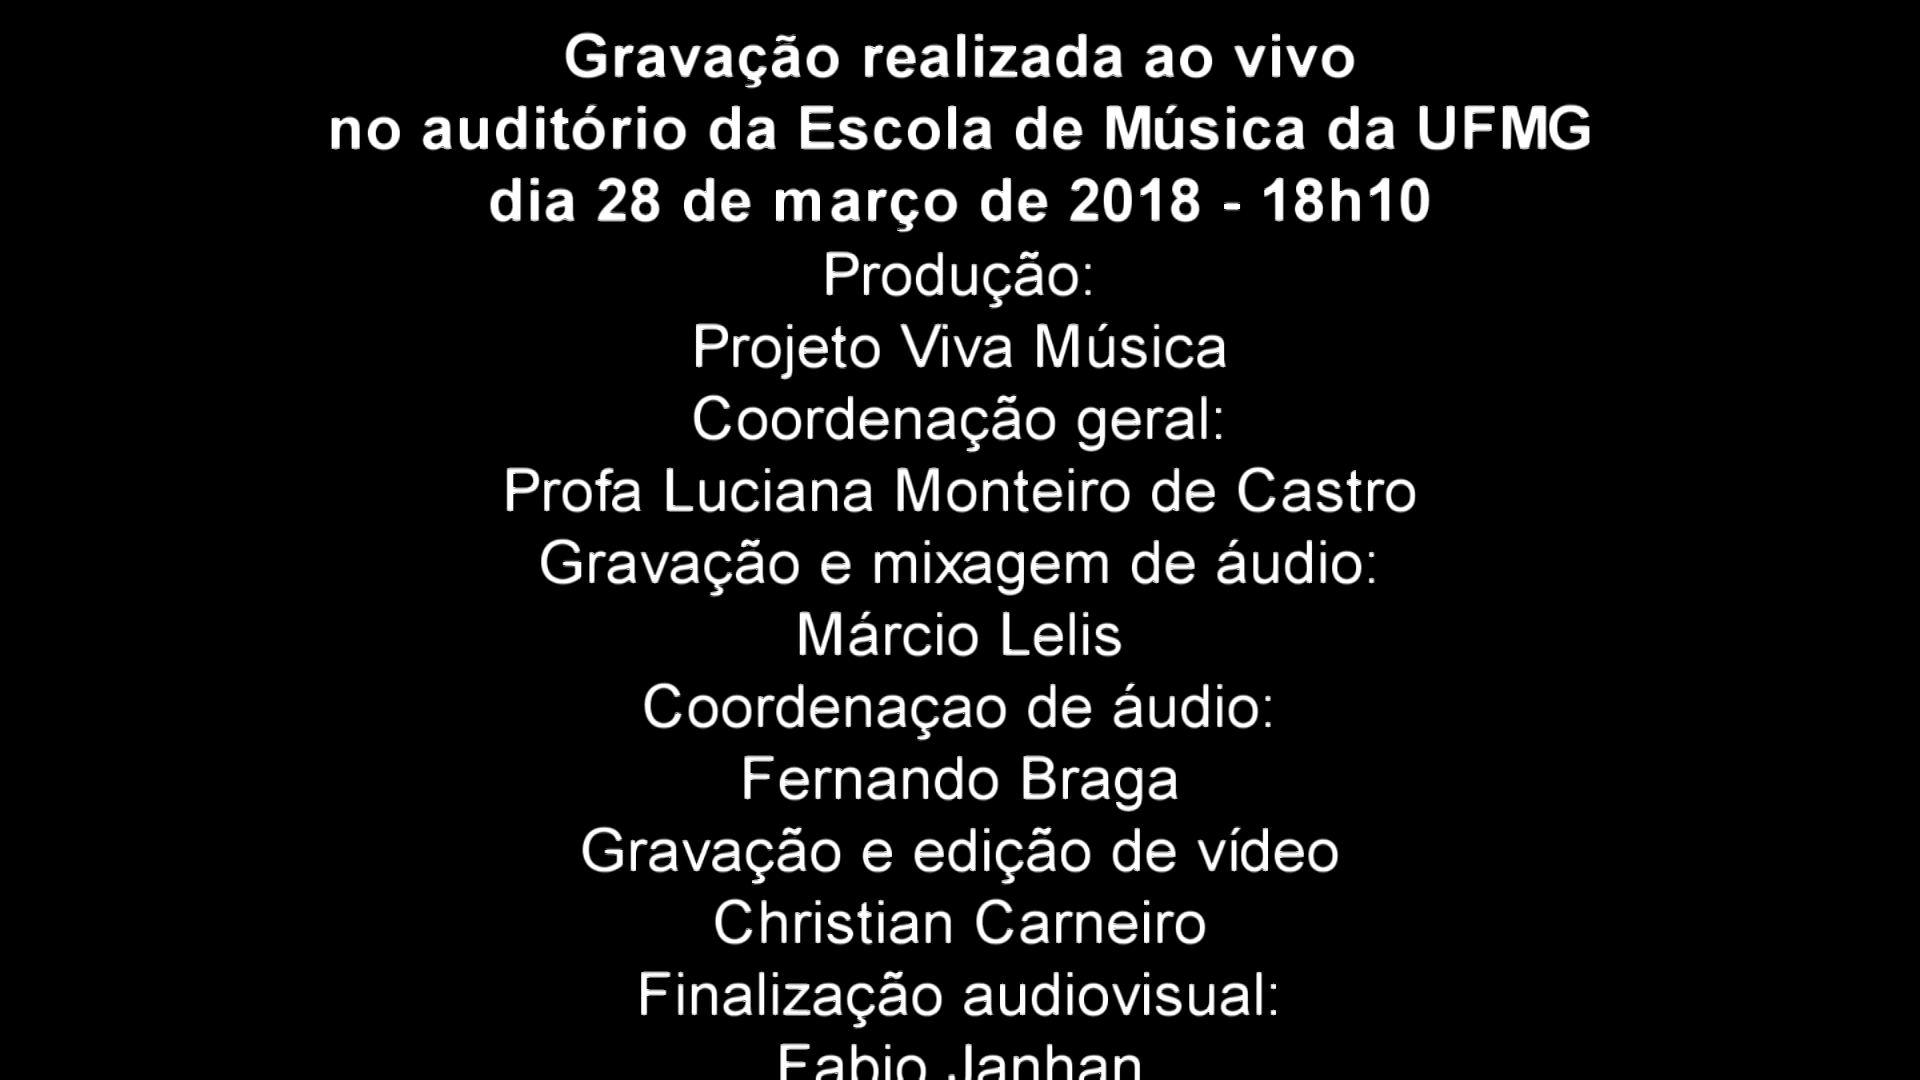 Gravação realizada ao vivo
no auditório da Escola de Música da UFMG
dia 28 de março de 2018 - 18h10
Produção:
Projeto Viva Música
Coordenação geral:
Profa Luciana Monteiro de Castro
Gravação e mixagem de áudio:
Márcio Lelis
Coordenaçao de áudio:
Fernando Braga
Gravação e edição de vídeo
Christian Carneiro
Finalização audiovisual:
Fabio Janhan